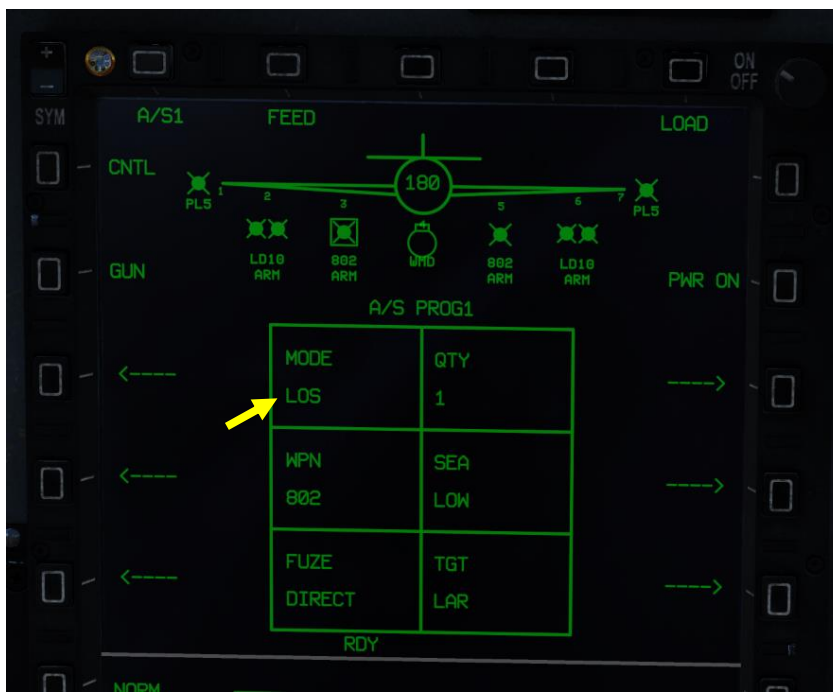 +
-
ON
OFF
SYM
A/S1 FEED LOAD
CNTL
180
1 2 3 4 5 6 7
PL5 PL5
LD10 802 WMD 802 LD10
ARM ARM ARM ARM
GUN PWR ON
A/S PROG1
MODE QTY
<---- LOS 1 ---->
WPN SEA
<---- 802 LOW ---->
FUZE TGT
<---- DIRECT LAR ---->
RDY
NORM